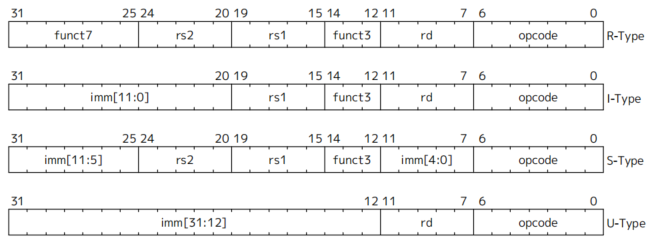 31 25 24 20 19 15 14 12 11 7 6 0
funct7 rs2 rs1 funct3 rd opcode R-Type
31 20 19 15 14 12 11 7 6 0
imm[11:0] rs1 funct3 rd opcode I-Type
31 25 24 20 19 15 14 12 11 7 6 0
imm[11:5] rs2 rs1 funct3 imm[4:0] opcode S-Type
31 12 11 7 6 0
imm[31:12] rd opcode U-Type